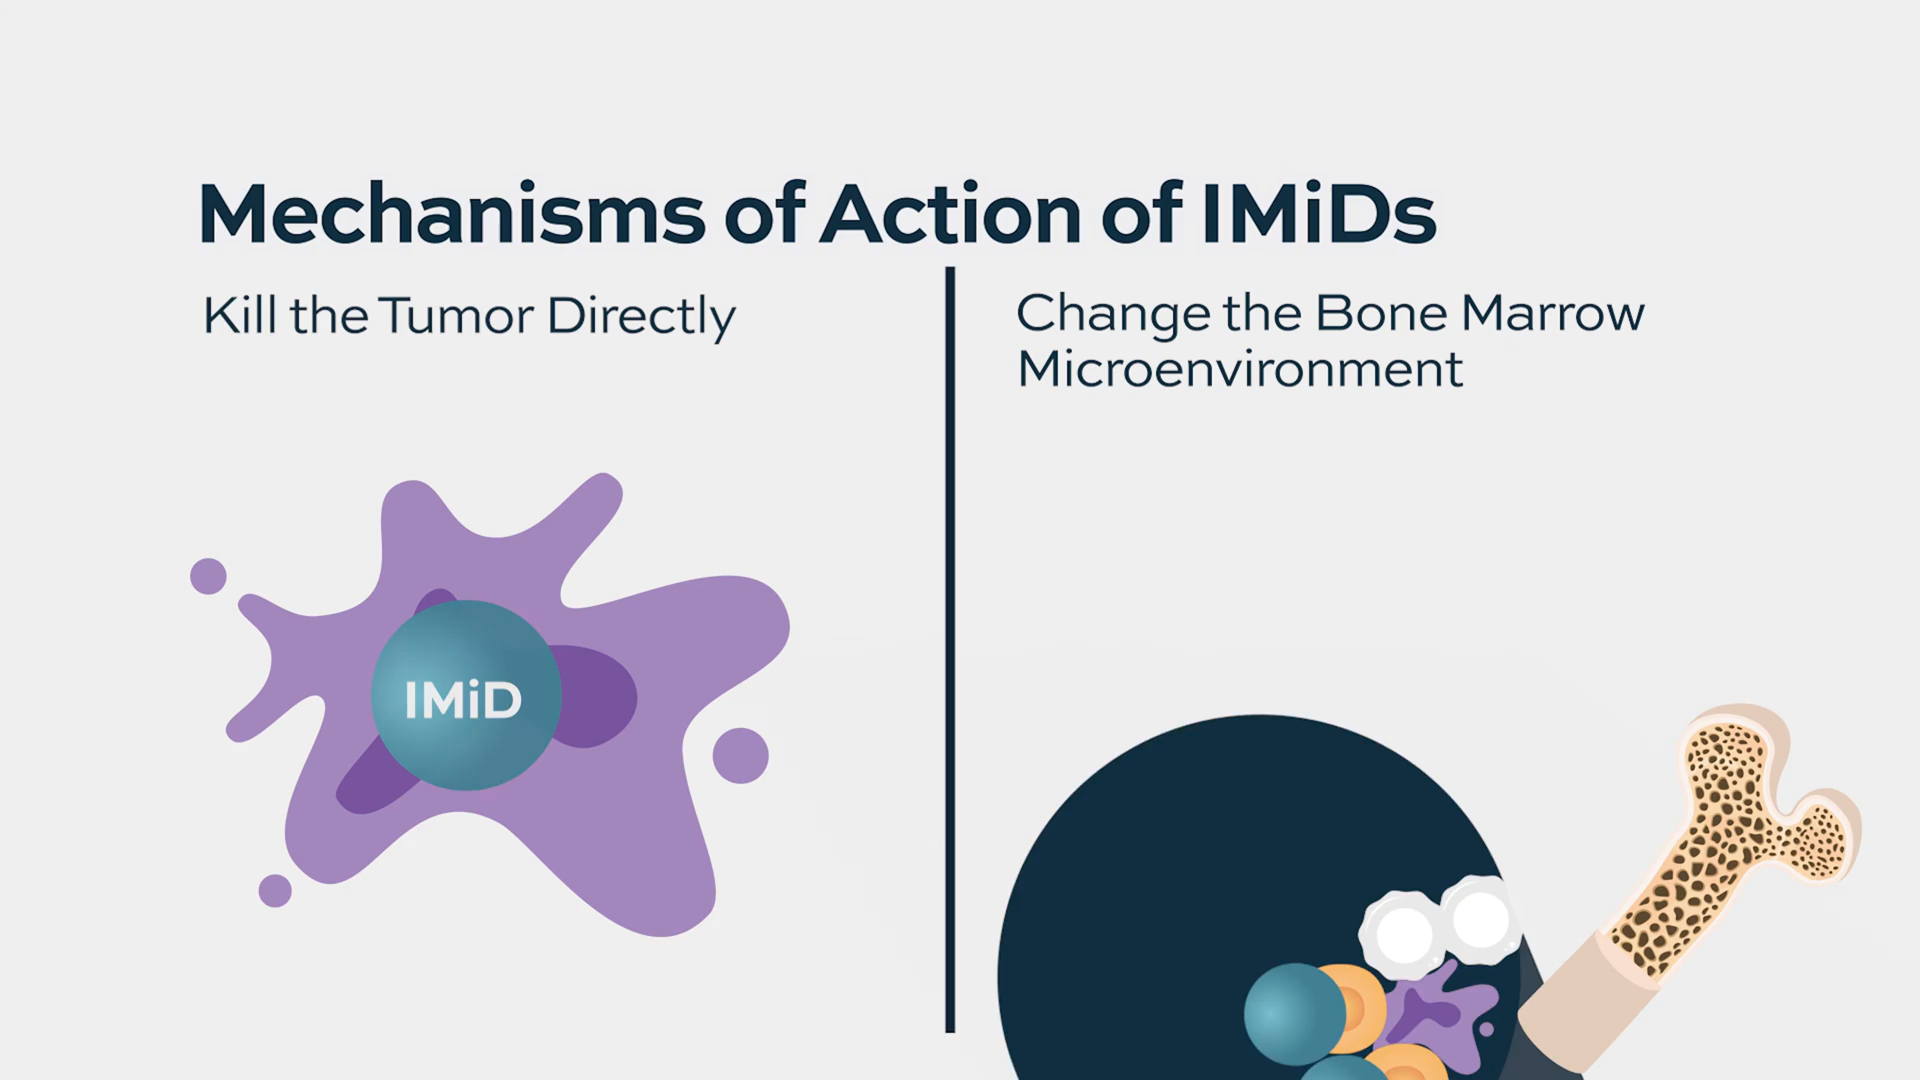 Mechanisms of Action of IMiDs
Kill the Tumor Directly
Change the Bone Marrow
Microenvironment
IMiD